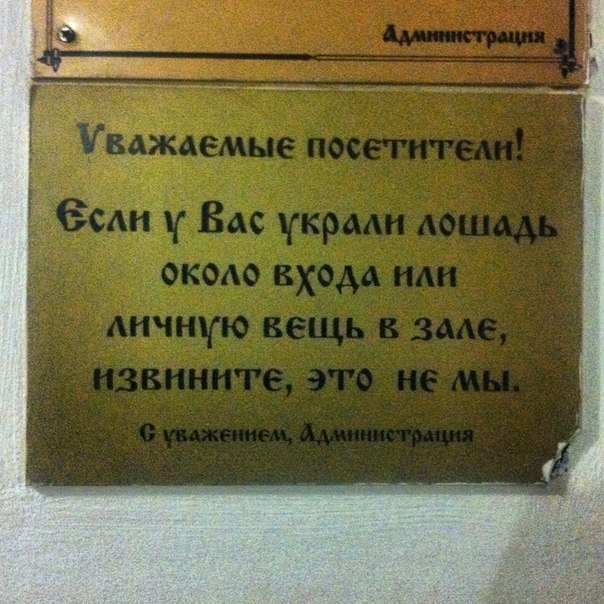 Администрация
Уважаемые посетители!
Если у Вас украли лошадь
около входа или
личную вещь в зале,
извините, это не мы.
С уважением, Администрация